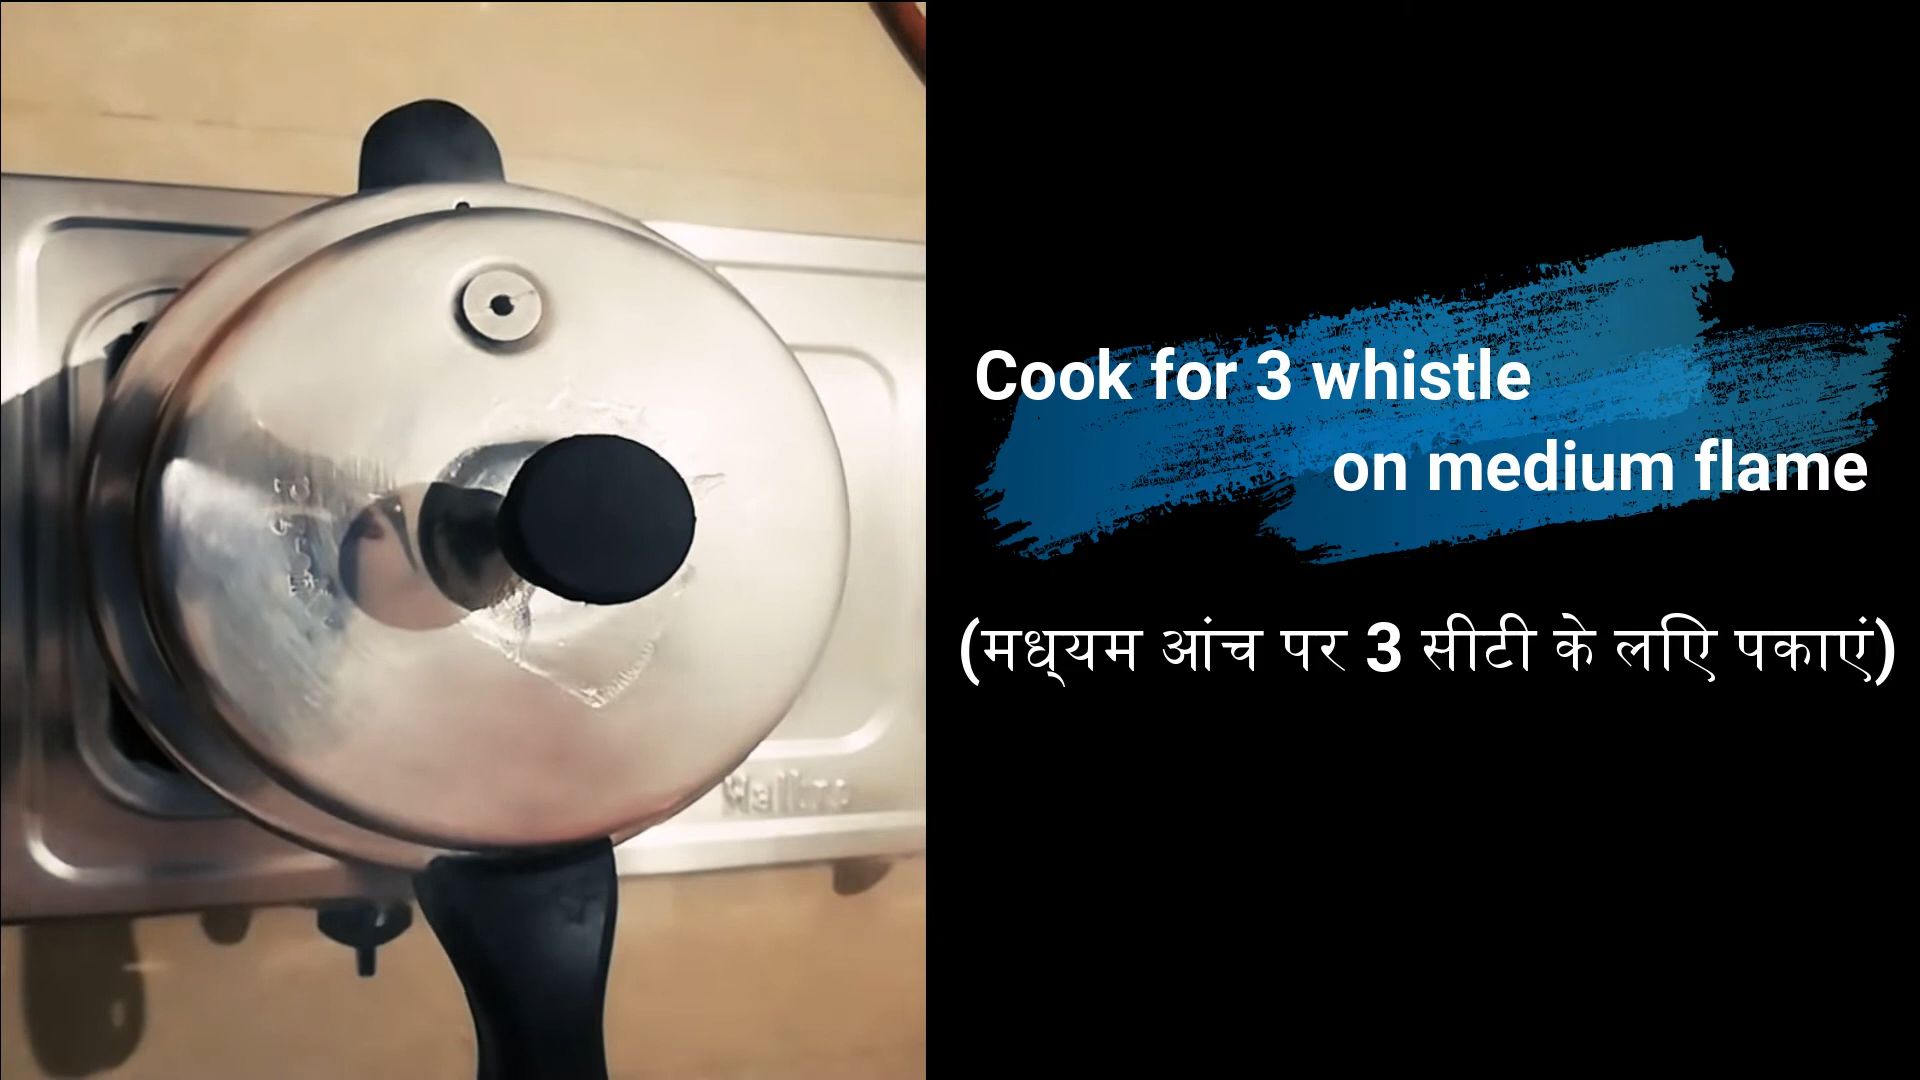 Cook for 3 whistle
on medium flame
(मध्यम आंच पर 3 सीटी के लिए पकाएं)